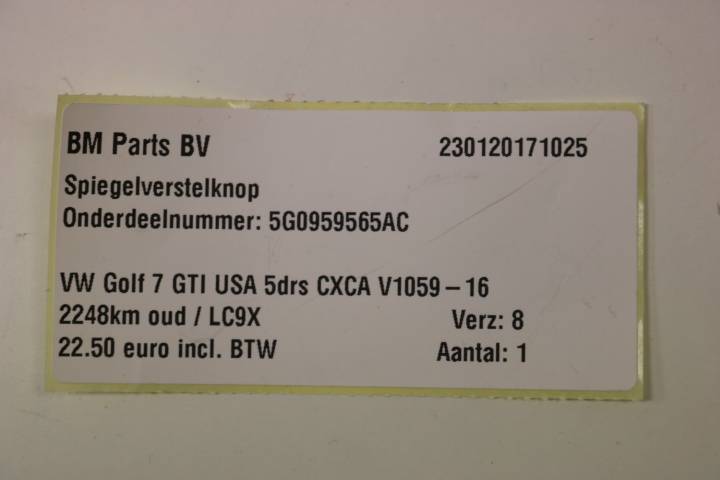 BM Parts BV 230120171025
Spiegelverstelknop
Onderdeelnummer: 5G0959565AC
VW Golf 7 GTI USA 5drs CXCA V1059-16
2248km oud / LC9X Verz: 8
22.50 euro incl. BTW Aantal: 1